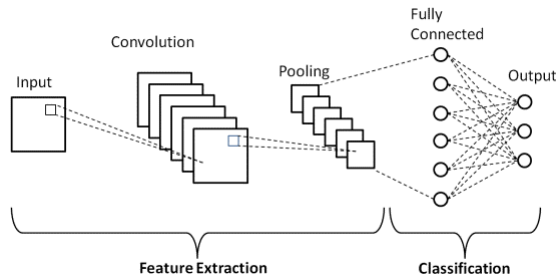 Input
Convolution
Pooling
Fully
Connected
Output
Feature Extraction
Classification